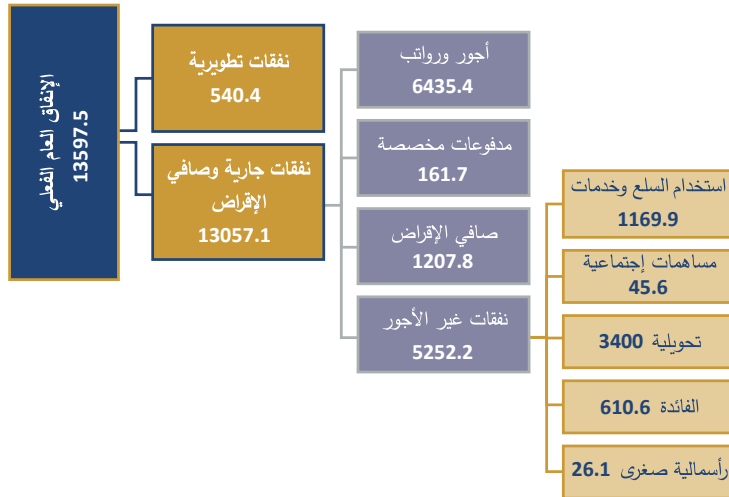 الإنفاق العام الفعلي
13597.5
نفقات تطويرية
540.4
نفقات جارية وصافي
الإقراض
13057.1
أجور ورواتب
6435.4
مدفوعات مخصصة
161.7
صافي الإقراض
1207.8
نفقات غير الأجور
5252.2
استخدام السلع وخدمات
1169.9
مساهمات إجتماعية
45.6
تحويلية 3400
الفائدة 610.6
رأسمالية صغرى 26.1